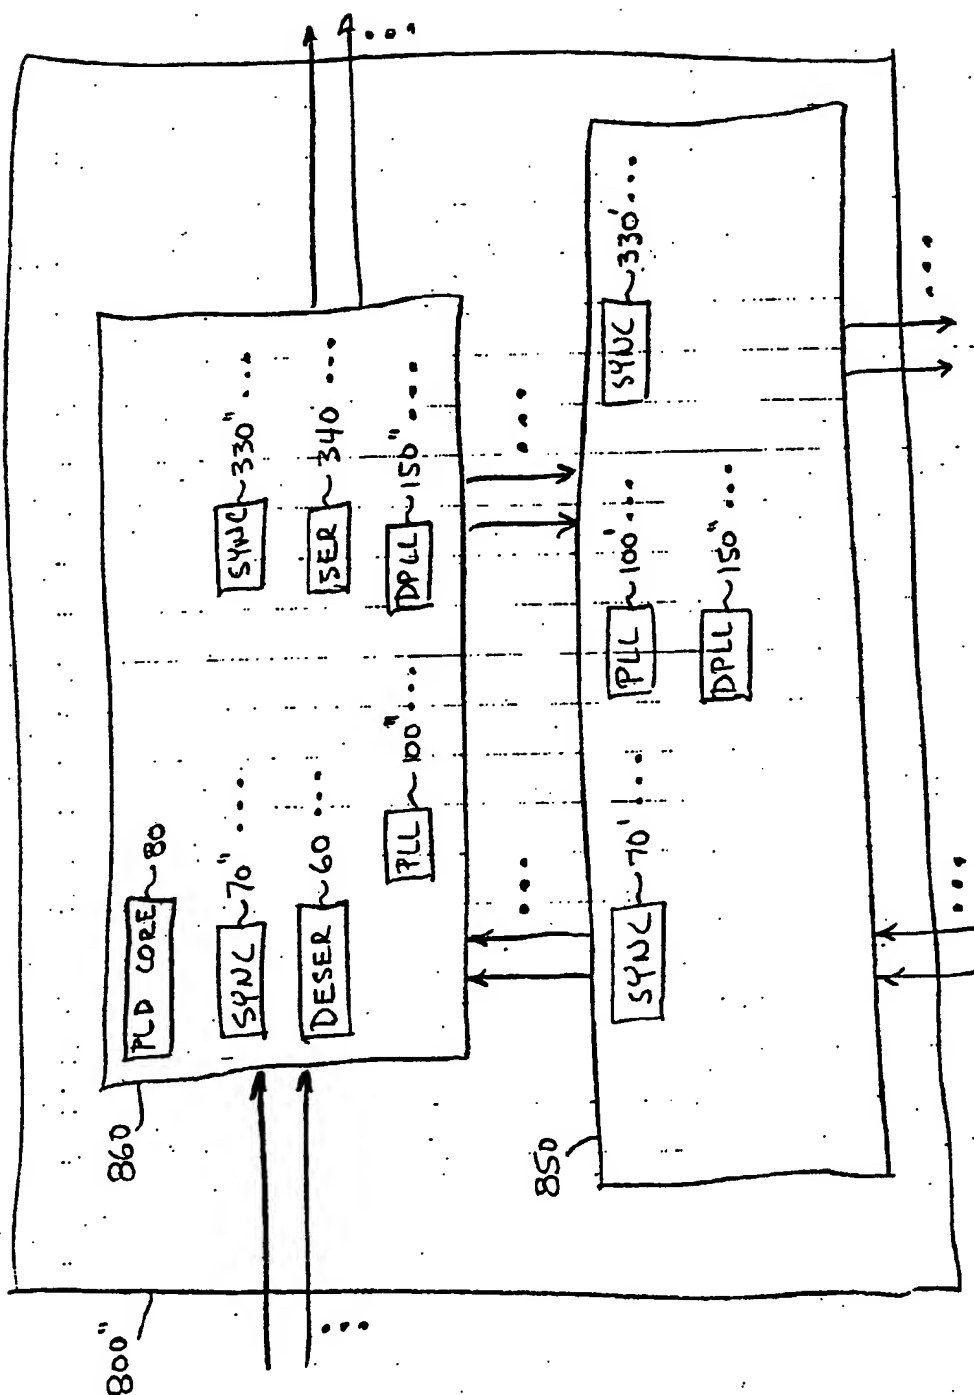 800"
860
PLD CORE 80
SYNC 70" ... SYNC 330" ...
DESER 60 ... SER 340 ...
PLL 100" ... DPLL 150" ...
850
SYNC 70' ... PLL 100' ... SYNC 330' ...
DPLL 150" ...